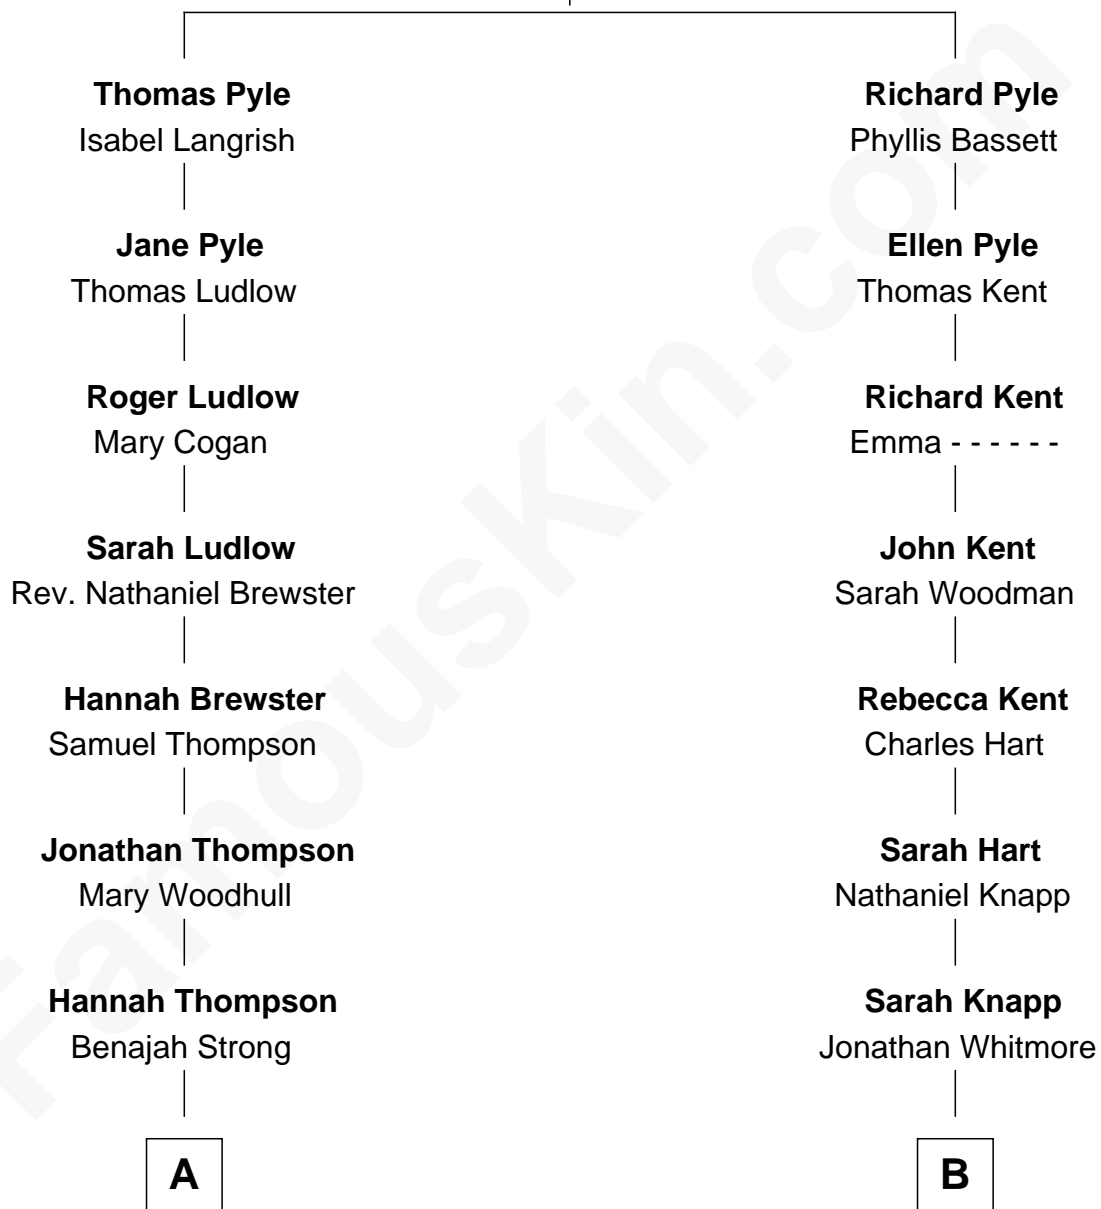 Thomas Pyle
Isabel Langrish
Jane Pyle
Thomas Ludlow
Roger Ludlow
Mary Cogan
Sarah Ludlow
Rev. Nathaniel Brewster
Hannah Brewster
Samuel Thompson
Jonathan Thompson
Mary Woodhull
Hannah Thompson
Benajah Strong
A
Richard Pyle
Phyllis Bassett
Ellen Pyle
Thomas Kent
Richard Kent
Emma - - - - - -
John Kent
Sarah Woodman
Rebecca Kent
Charles Hart
Sarah Hart
Nathaniel Knapp
Sarah Knapp
Jonathan Whitmore
B
FamousKin.com